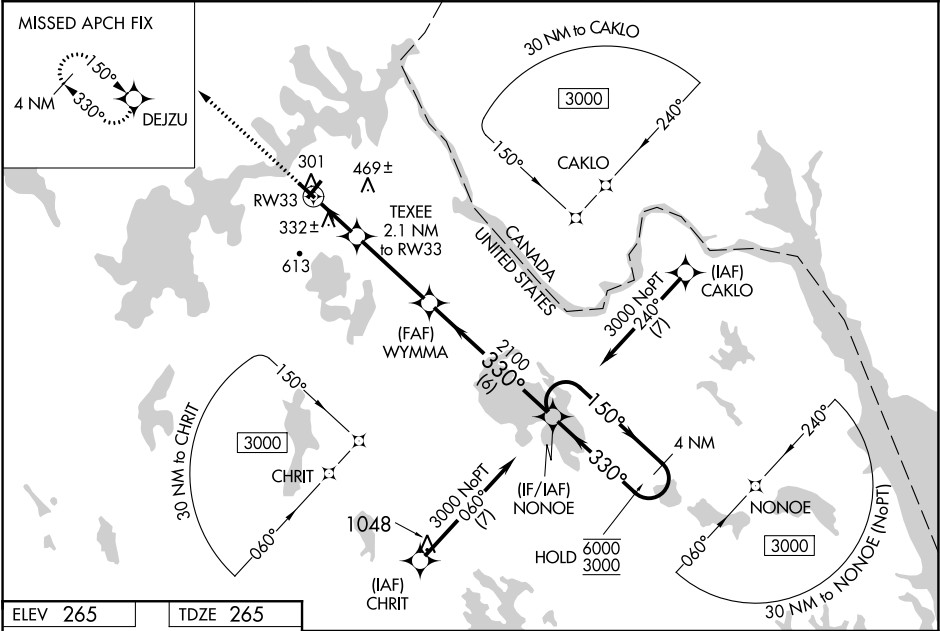 MISSED APCH FIX
150°
4 NM
330°
DEJZU
30 NM to CAKLO
3000
240°
150°
CAKLO
301
469±
RW33
TEXEE
2.1 NM
to RW33
332±
613
CANADA
UNITED STATES
(IAF)
CAKLO
3000 NoPT
240°
(7)
(FAF)
WYMMA
2100
330°
(6)
150°
30 NM to CHRIT
3000
CHRIT
060°
150°
4 NM
330°
(IF/IAF)
NONOE
240°
NONOE
060°
3000
30 NM to NONOE (NoPT)
1048
3000 NoPT
060°
(7)
HOLD
6000
3000
(IAF)
CHRIT
ELEV 265
TDZE 265